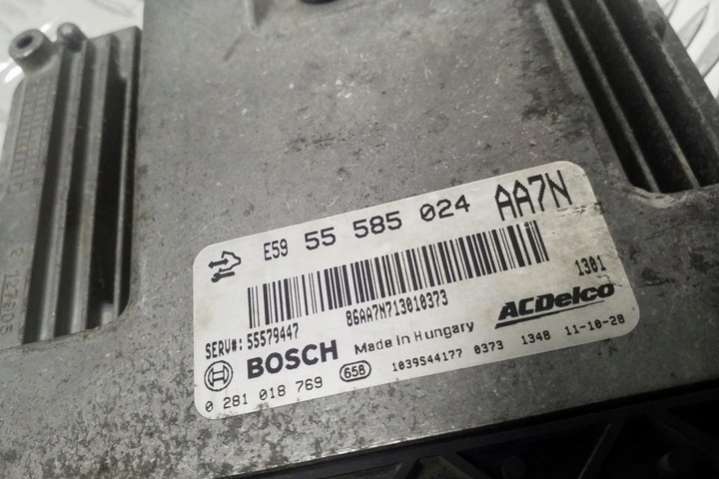 E59 55 585 024 AA7N
86AA7N713010373 1301
SERV#: 55579447
ACDelco
BOSCH Made in Hungary
0 281 018 769 658 1039S44177 0373 1348 11-10-28